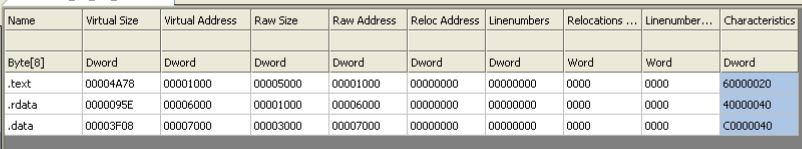 Name Virtual Size Virtual Address Raw Size Raw Address Reloc Address Linenumbers Relocations ... Linenumber... Characteristics
Byte[8] Dword Dword Dword Dword Dword Dword Word Word Dword
.text 00004A78 00001000 00005000 00001000 00000000 00000000 0000 0000 60000020
.rdata 0000095E 00006000 00001000 00006000 00000000 00000000 0000 0000 40000040
.data 00003F08 00007000 00003000 00007000 00000000 00000000 0000 0000 C0000040